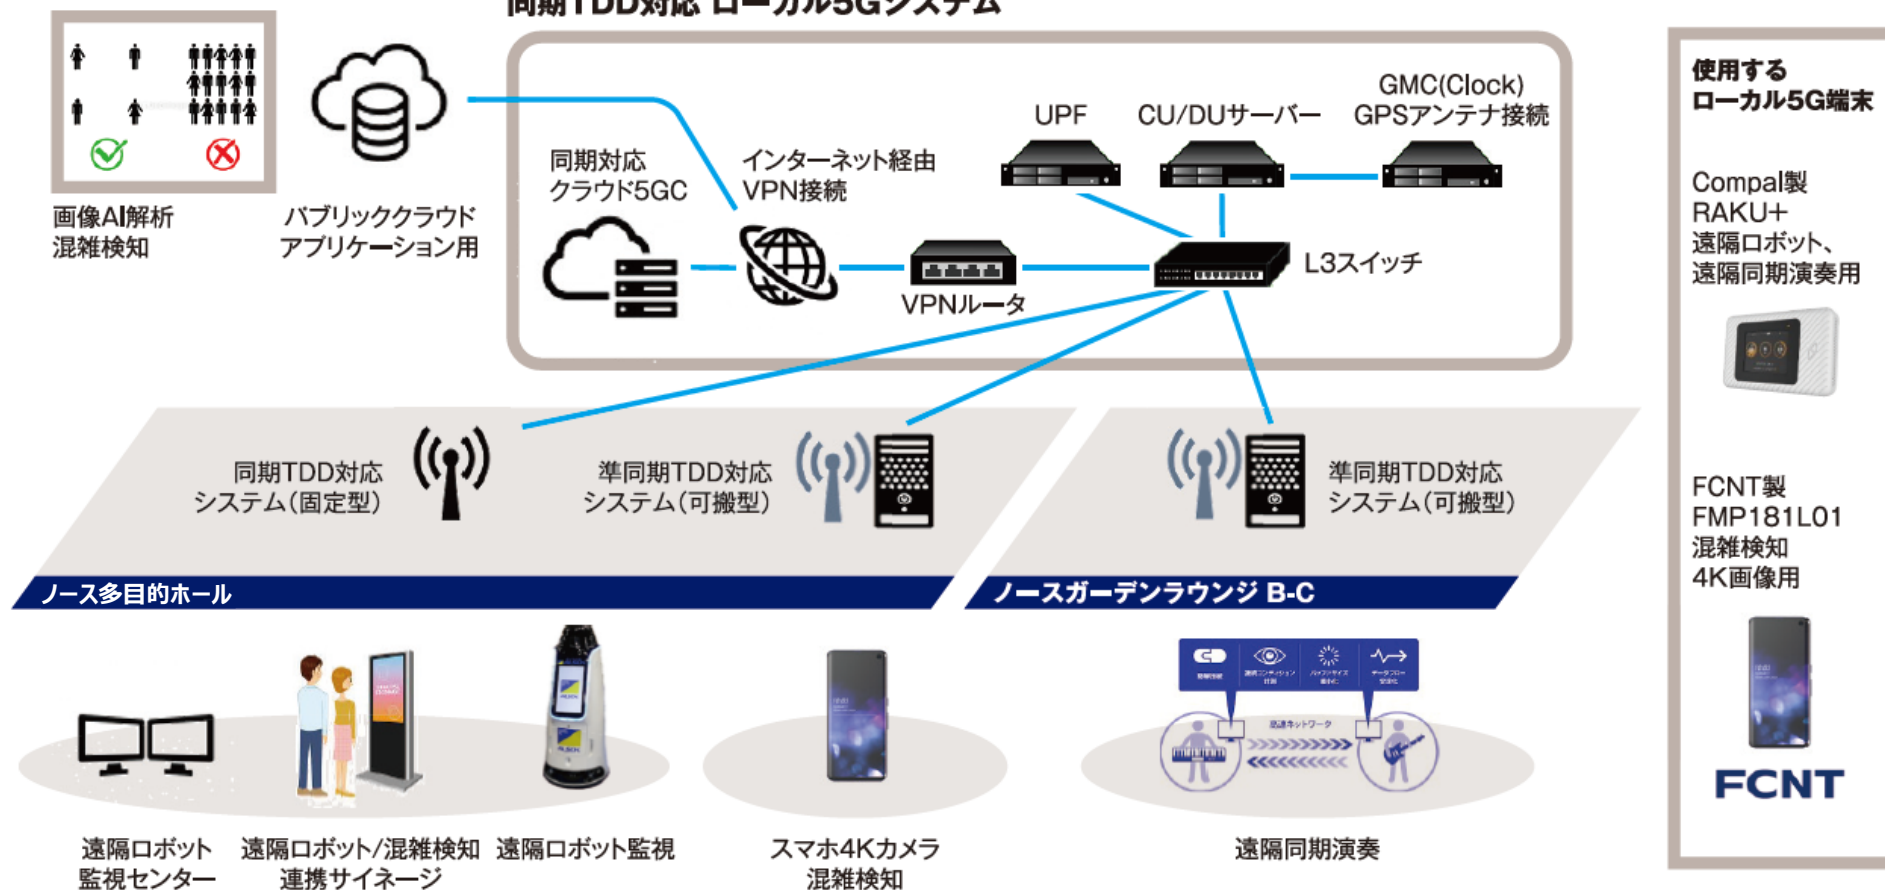 同期TDD対応 ローカル5Gシステム
画像AI解析
混雑検知
パブリッククラウド
アプリケーション用
同期対応
クラウド5GC
インターネット経由
VPN接続
VPNルータ
UPF
CU/DUサーバー
GMC(Clock)
GPSアンテナ接続
L3スイッチ
同期TDD対応
システム(固定型)
準同期TDD対応
システム(可搬型)
準同期TDD対応
システム(可搬型)
ノース多目的ホール
ノースガーデンラウンジ B-C
高速ネットワーク
遠隔ロボット
監視センター
遠隔ロボット/混雑検知
連携サイネージ
遠隔ロボット監視
スマホ4Kカメラ
混雑検知
遠隔同期演奏
使用する
ローカル5G端末
Compal製
RAKU+
遠隔ロボット、
遠隔同期演奏用
FCNT製
FMP181L01
混雑検知
4K画像用
FCNT